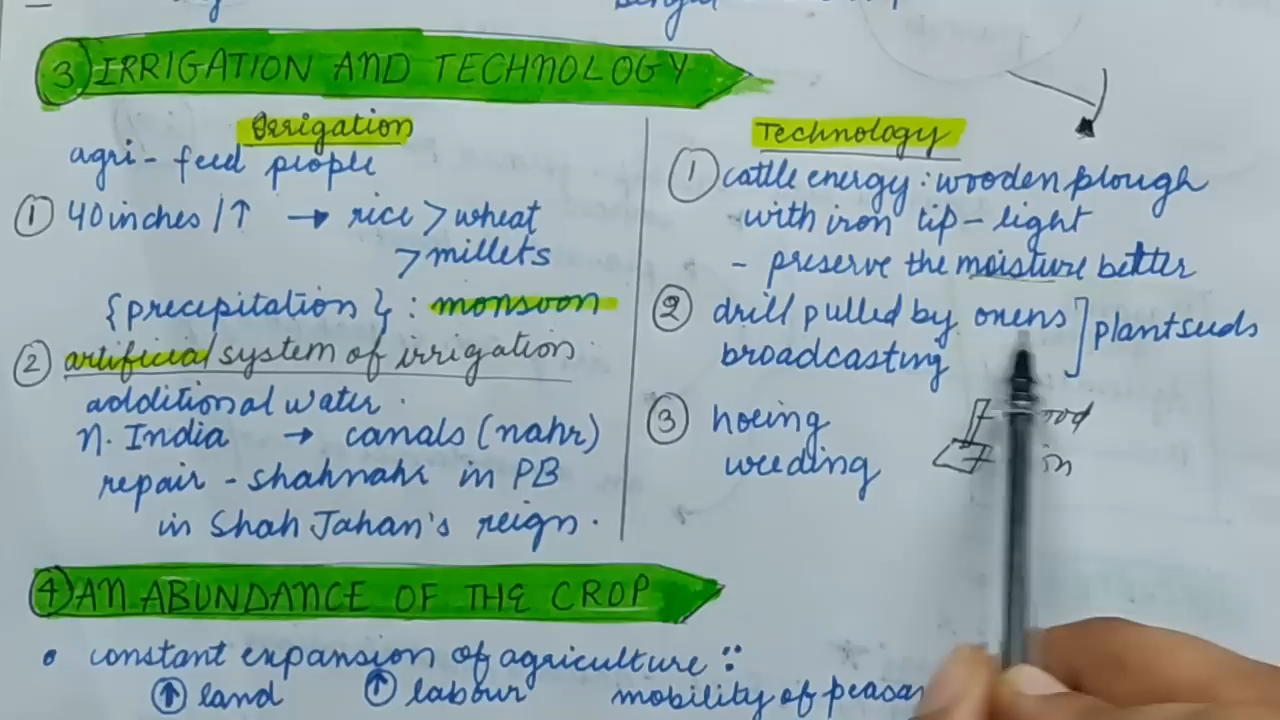 Bengal
③ IRRIGATION AND TECHNOLOGY
Irrigation
agri - feed people
① 40 inches / ↑ → rice > wheat
> millets
{precipitation} : monsoon
② artificial system of irrigation.
additional water.
N. India → canals (nahr)
repair - shahnahr in PB
in Shah Jahan's reign.
Technology
① cattle energy : wooden plough
with iron tip - light
- preserve the moisture better
② drill pulled by oxens ] plant seeds
broadcasting
③ hoeing
weeding
④ AN ABUNDANCE OF THE CROP
• constant expansion of agriculture ::
↑ land ↑ labour mobility of